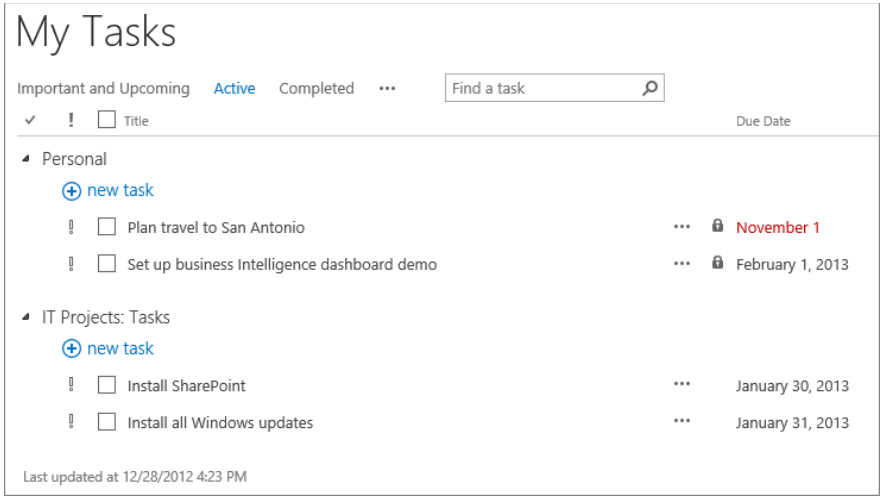 My Tasks
Important and Upcoming Active Completed ••• Find a task
Title Due Date
Personal
new task
Plan travel to San Antonio ••• November 1
Set up business Intelligence dashboard demo ••• February 1, 2013
IT Projects: Tasks
new task
Install SharePoint ••• January 30, 2013
Install all Windows updates ••• January 31, 2013
Last updated at 12/28/2012 4:23 PM